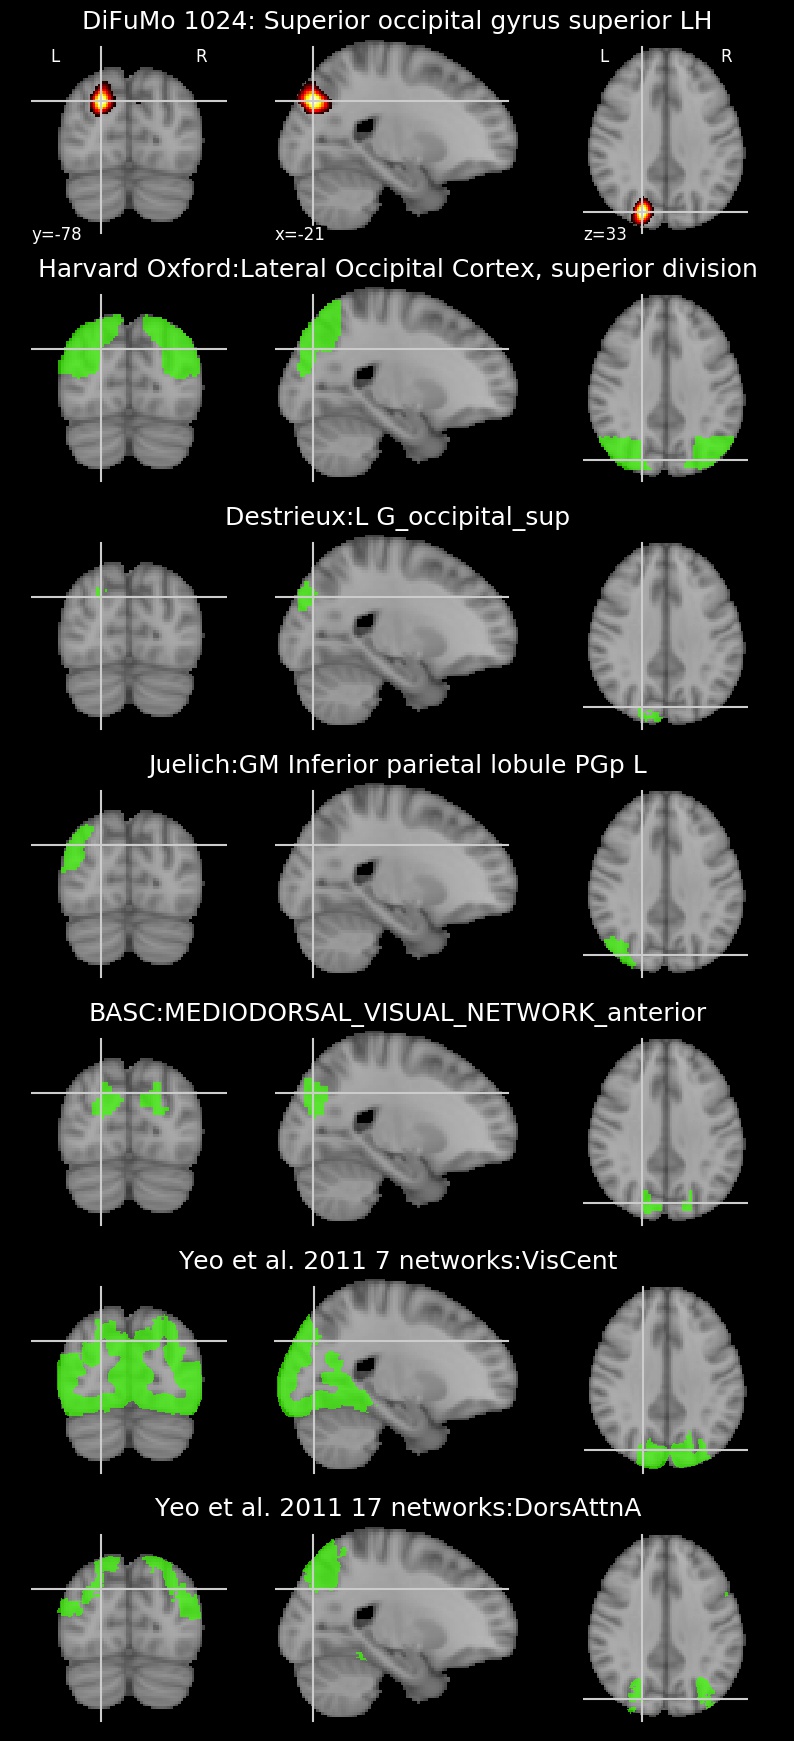 DiFuMo 1024: Superior occipital gyrus superior LH
L R L R
y=-78 x=-21 z=33
Harvard Oxford:Lateral Occipital Cortex, superior division
Destrieux:L G_occipital_sup
Juelich:GM Inferior parietal lobule PGp L
BASC:MEDIODORSAL_VISUAL_NETWORK_anterior
Yeo et al. 2011 7 networks:VisCent
Yeo et al. 2011 17 networks:DorsAttnA